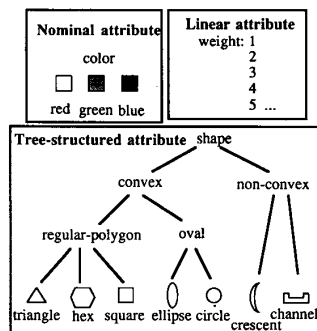 Nominal attribute
color
red green blue
Linear attribute
weight: 1
2
3
4
5 ...
Tree-structured attribute
shape
convex
non-convex
regular-polygon
oval
triangle hex square ellipse circle crescent channel